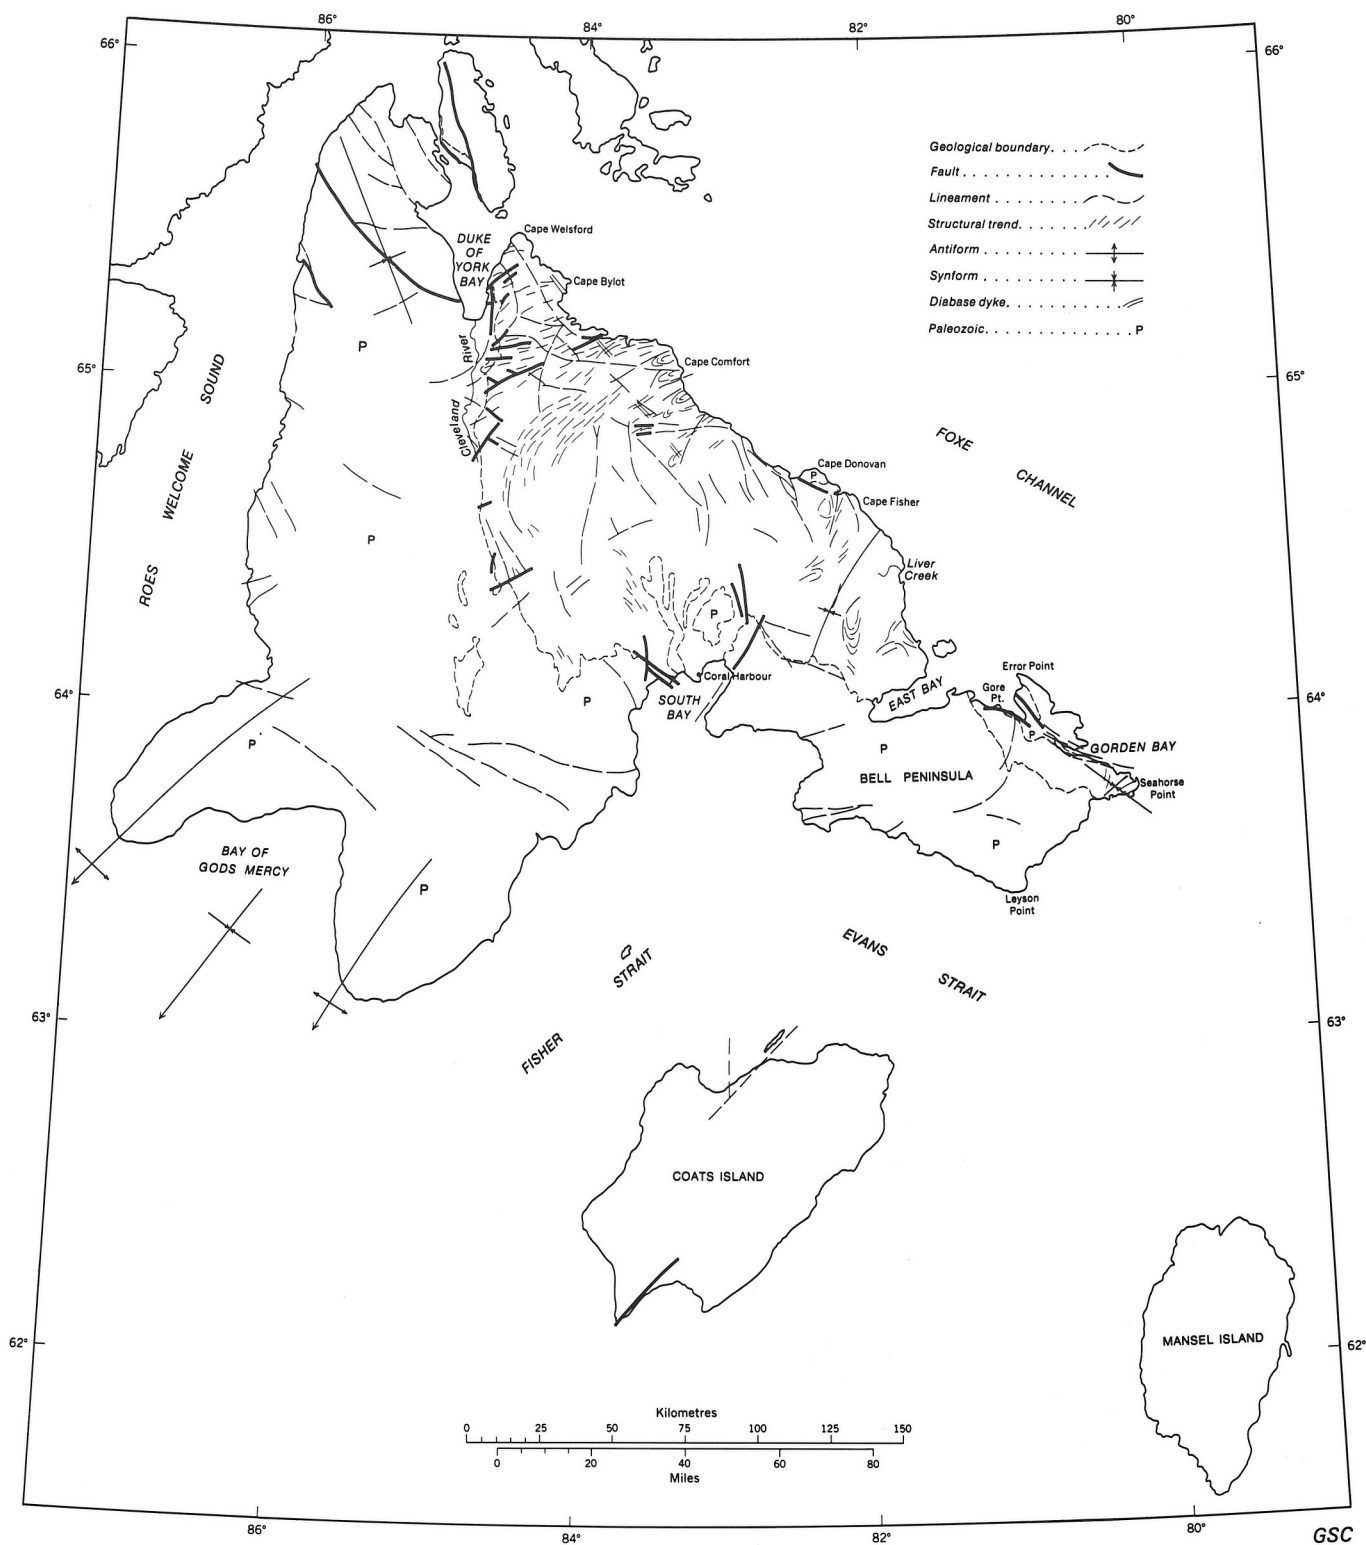 86°
84°
82°
80°
66°
66°
Geological boundary. . . .
Fault . . . . . . . . . . . . . . . . .
Lineament . . . . . . . . . . .
Structural trend. . . . . .
Antiform . . . . . . . . . . . .
Synform . . . . . . . . . . . .
Diabase dyke. . . . . . . . . . . . .
Paleozoic. . . . . . . . . . . . . . . . . P
Cape Welsford
DUKE
OF
YORK
BAY
Cape Bylot
P
River
Cape Comfort
65°
65°
ROES WELCOME SOUND
Cleveland
FOXE CHANNEL
Cape Donovan
P
Cape Fisher
P
Liver
Creek
P
Coral Harbour
Error Point
Gore
Pt.
EAST BAY
64°
64°
P
SOUTH
BAY
P
P
P
GORDEN BAY
BELL PENINSULA
Seahorse
Point
P
BAY OF
GODS MERCY
P
Leyson
Point
EVANS STRAIT
FISHER STRAIT
63°
63°
COATS ISLAND
MANSEL ISLAND
62°
62°
Kilometres
0 25 50 75 100 125 150
0 20 40 60 80
Miles
86°
84°
82°
80°
GSC